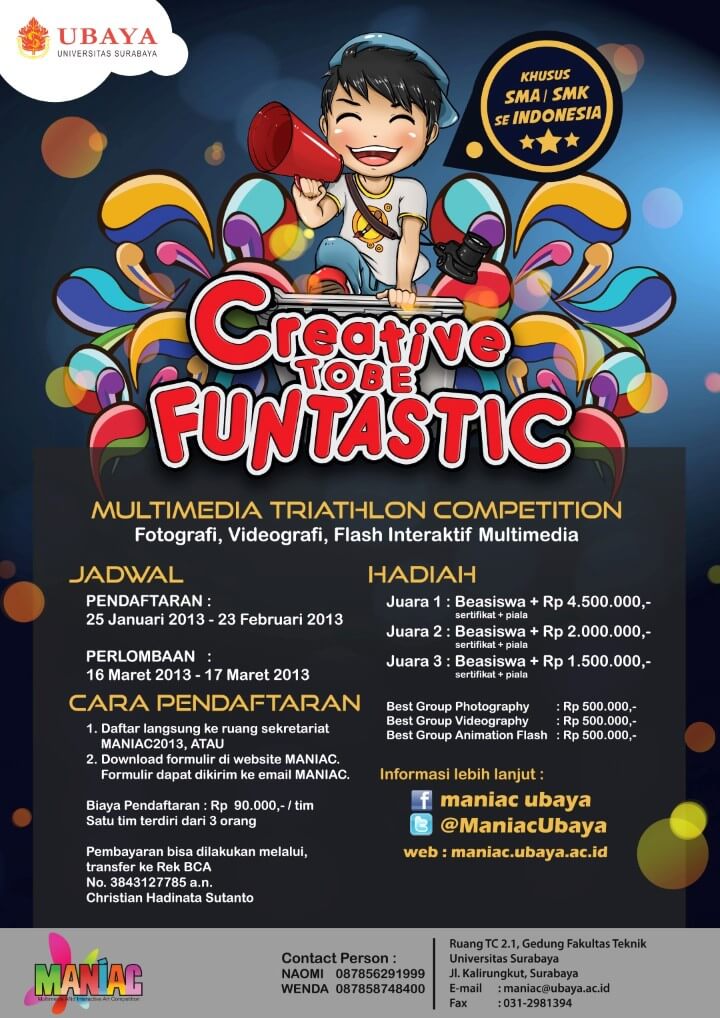 UBAYA
UNIVERSITAS SURABAYA
KHUSUS
SMA | SMK
SE INDONESIA
Creative
TO BE
FUNTASTIC
MULTIMEDIA TRIATHLON COMPETITION
Fotografi, Videografi, Flash Interaktif Multimedia
JADWAL
PENDAFTARAN :
25 Januari 2013 - 23 Februari 2013
PERLOMBAAN :
16 Maret 2013 - 17 Maret 2013
CARA PENDAFTARAN
1. Daftar langsung ke ruang sekretariat
MANIAC2013, ATAU
2. Download formulir di website MANIAC.
Formulir dapat dikirim ke email MANIAC.
Biaya Pendaftaran : Rp 90.000,- / tim
Satu tim terdiri dari 3 orang
Pembayaran bisa dilakukan melalui,
transfer ke Rek BCA
No. 3843127785 a.n.
Christian Hadinata Sutanto
HADIAH
Juara 1 : Beasiswa + Rp 4.500.000,-
sertifikat + piala
Juara 2 : Beasiswa + Rp 2.000.000,-
sertifikat + piala
Juara 3 : Beasiswa + Rp 1.500.000,-
sertifikat + piala
Best Group Photography : Rp 500.000,-
Best Group Videography : Rp 500.000,-
Best Group Animation Flash : Rp 500.000,-
Informasi lebih lanjut :
maniac ubaya
@ManiacUbaya
web : maniac.ubaya.ac.id
MANiAC
Multimedia And Interactive Art Competition
Contact Person :
NAOMI 087856291999
WENDA 087858748400
Ruang TC 2.1, Gedung Fakultas Teknik
Universitas Surabaya
Jl. Kalirungkut, Surabaya
E-mail : maniac@ubaya.ac.id
Fax : 031-2981394